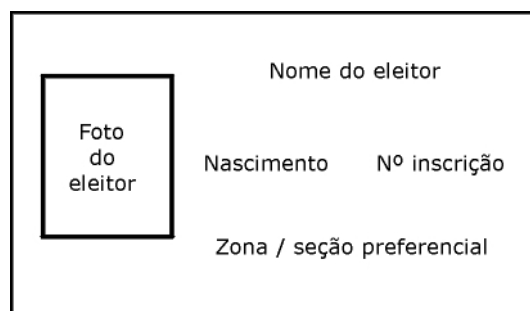 Nome do eleitor
Foto
do
eleitor
Nascimento Nº inscrição
Zona / seção preferencial